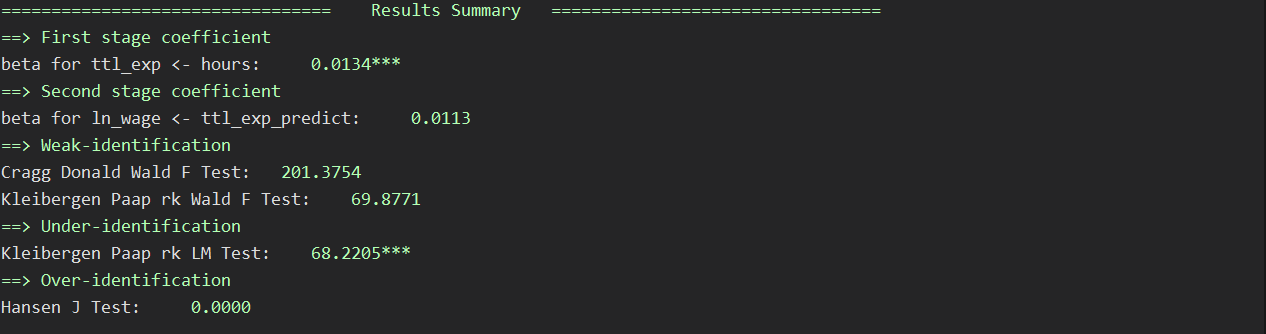 =================================    Results Summary   =================================
==> First stage coefficient
beta for ttl_exp <- hours:     0.0134***
==> Second stage coefficient
beta for ln_wage <- ttl_exp_predict:     0.0113
==> Weak-identification
Cragg Donald Wald F Test:   201.3754
Kleibergen Paap rk Wald F Test:    69.8771
==> Under-identification
Kleibergen Paap rk LM Test:    68.2205***
==> Over-identification
Hansen J Test:     0.0000